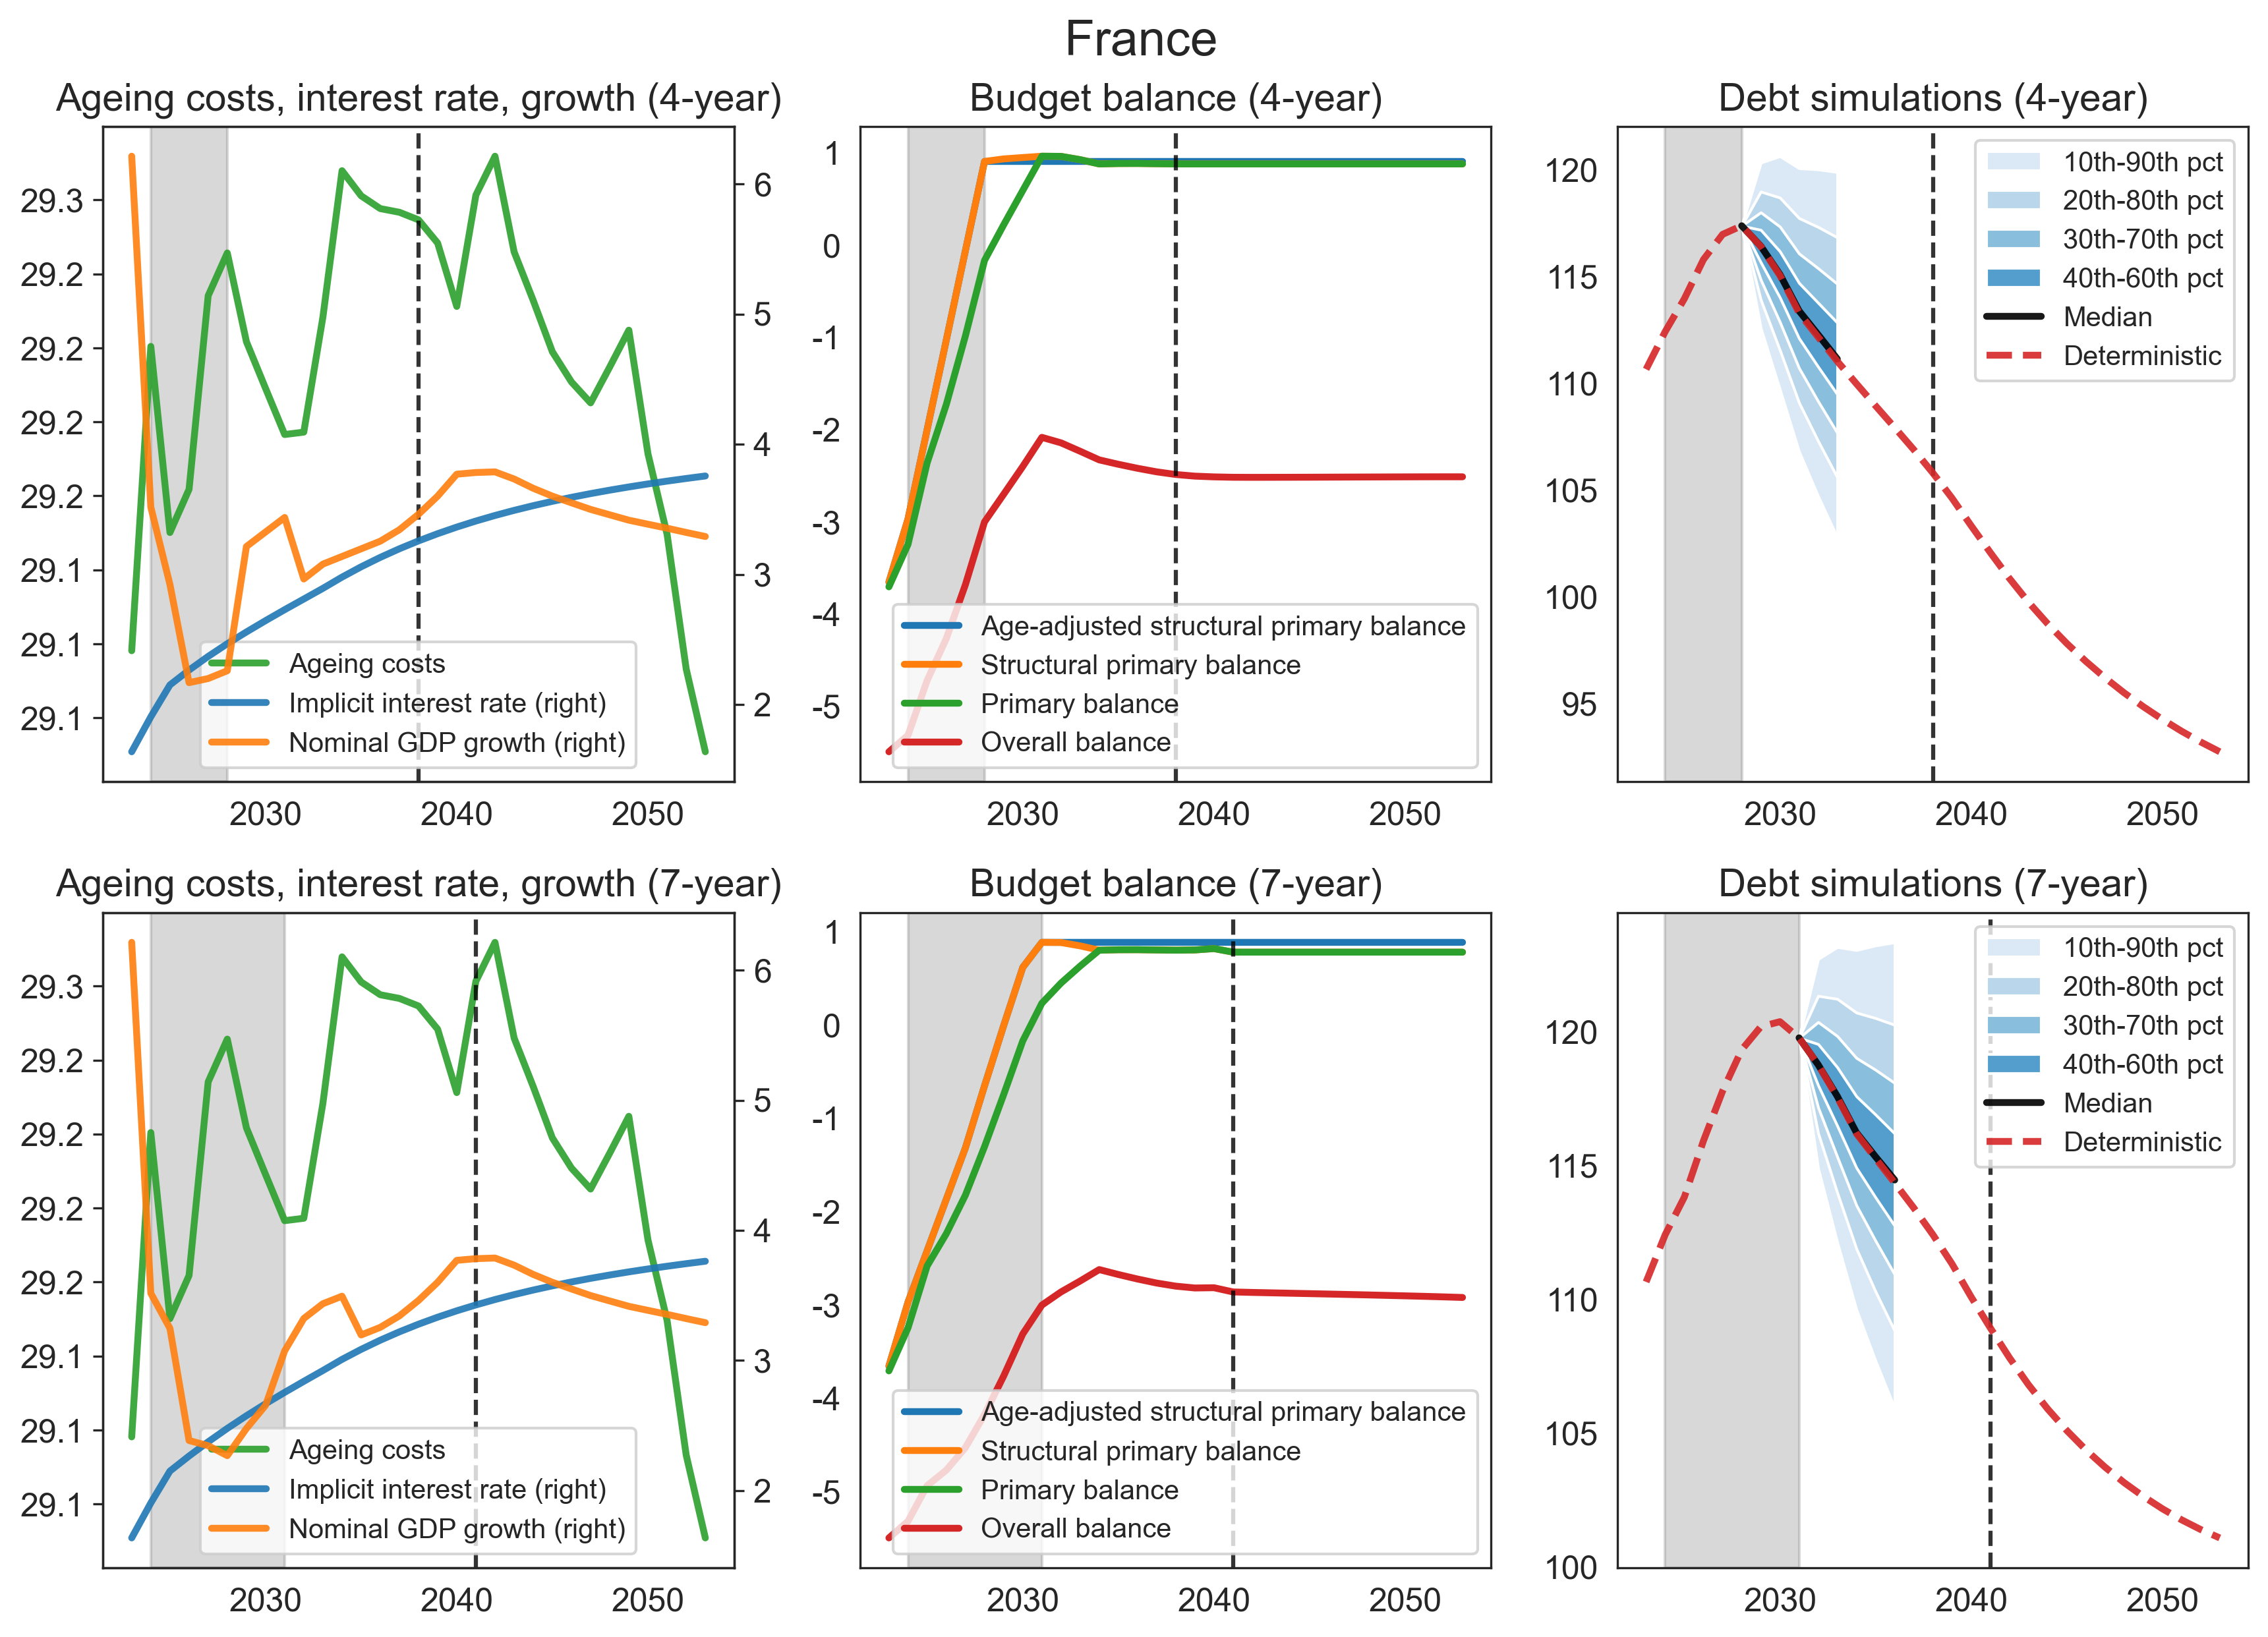 France
Ageing costs, interest rate, growth (4-year)
29.3
29.2
29.2
29.2
29.2
29.1
29.1
29.1
6
5
4
3
2
2030
2040
2050
Ageing costs
Implicit interest rate (right)
Nominal GDP growth (right)
Budget balance (4-year)
1
0
-1
-2
-3
-4
-5
2030
2040
2050
Age-adjusted structural primary balance
Structural primary balance
Primary balance
Overall balance
Debt simulations (4-year)
120
115
110
105
100
95
2030
2040
2050
10th-90th pct
20th-80th pct
30th-70th pct
40th-60th pct
Median
Deterministic
Ageing costs, interest rate, growth (7-year)
29.3
29.2
29.2
29.2
29.2
29.1
29.1
29.1
6
5
4
3
2
2030
2040
2050
Ageing costs
Implicit interest rate (right)
Nominal GDP growth (right)
Budget balance (7-year)
1
0
-1
-2
-3
-4
-5
2030
2040
2050
Age-adjusted structural primary balance
Structural primary balance
Primary balance
Overall balance
Debt simulations (7-year)
120
115
110
105
100
2030
2040
2050
10th-90th pct
20th-80th pct
30th-70th pct
40th-60th pct
Median
Deterministic